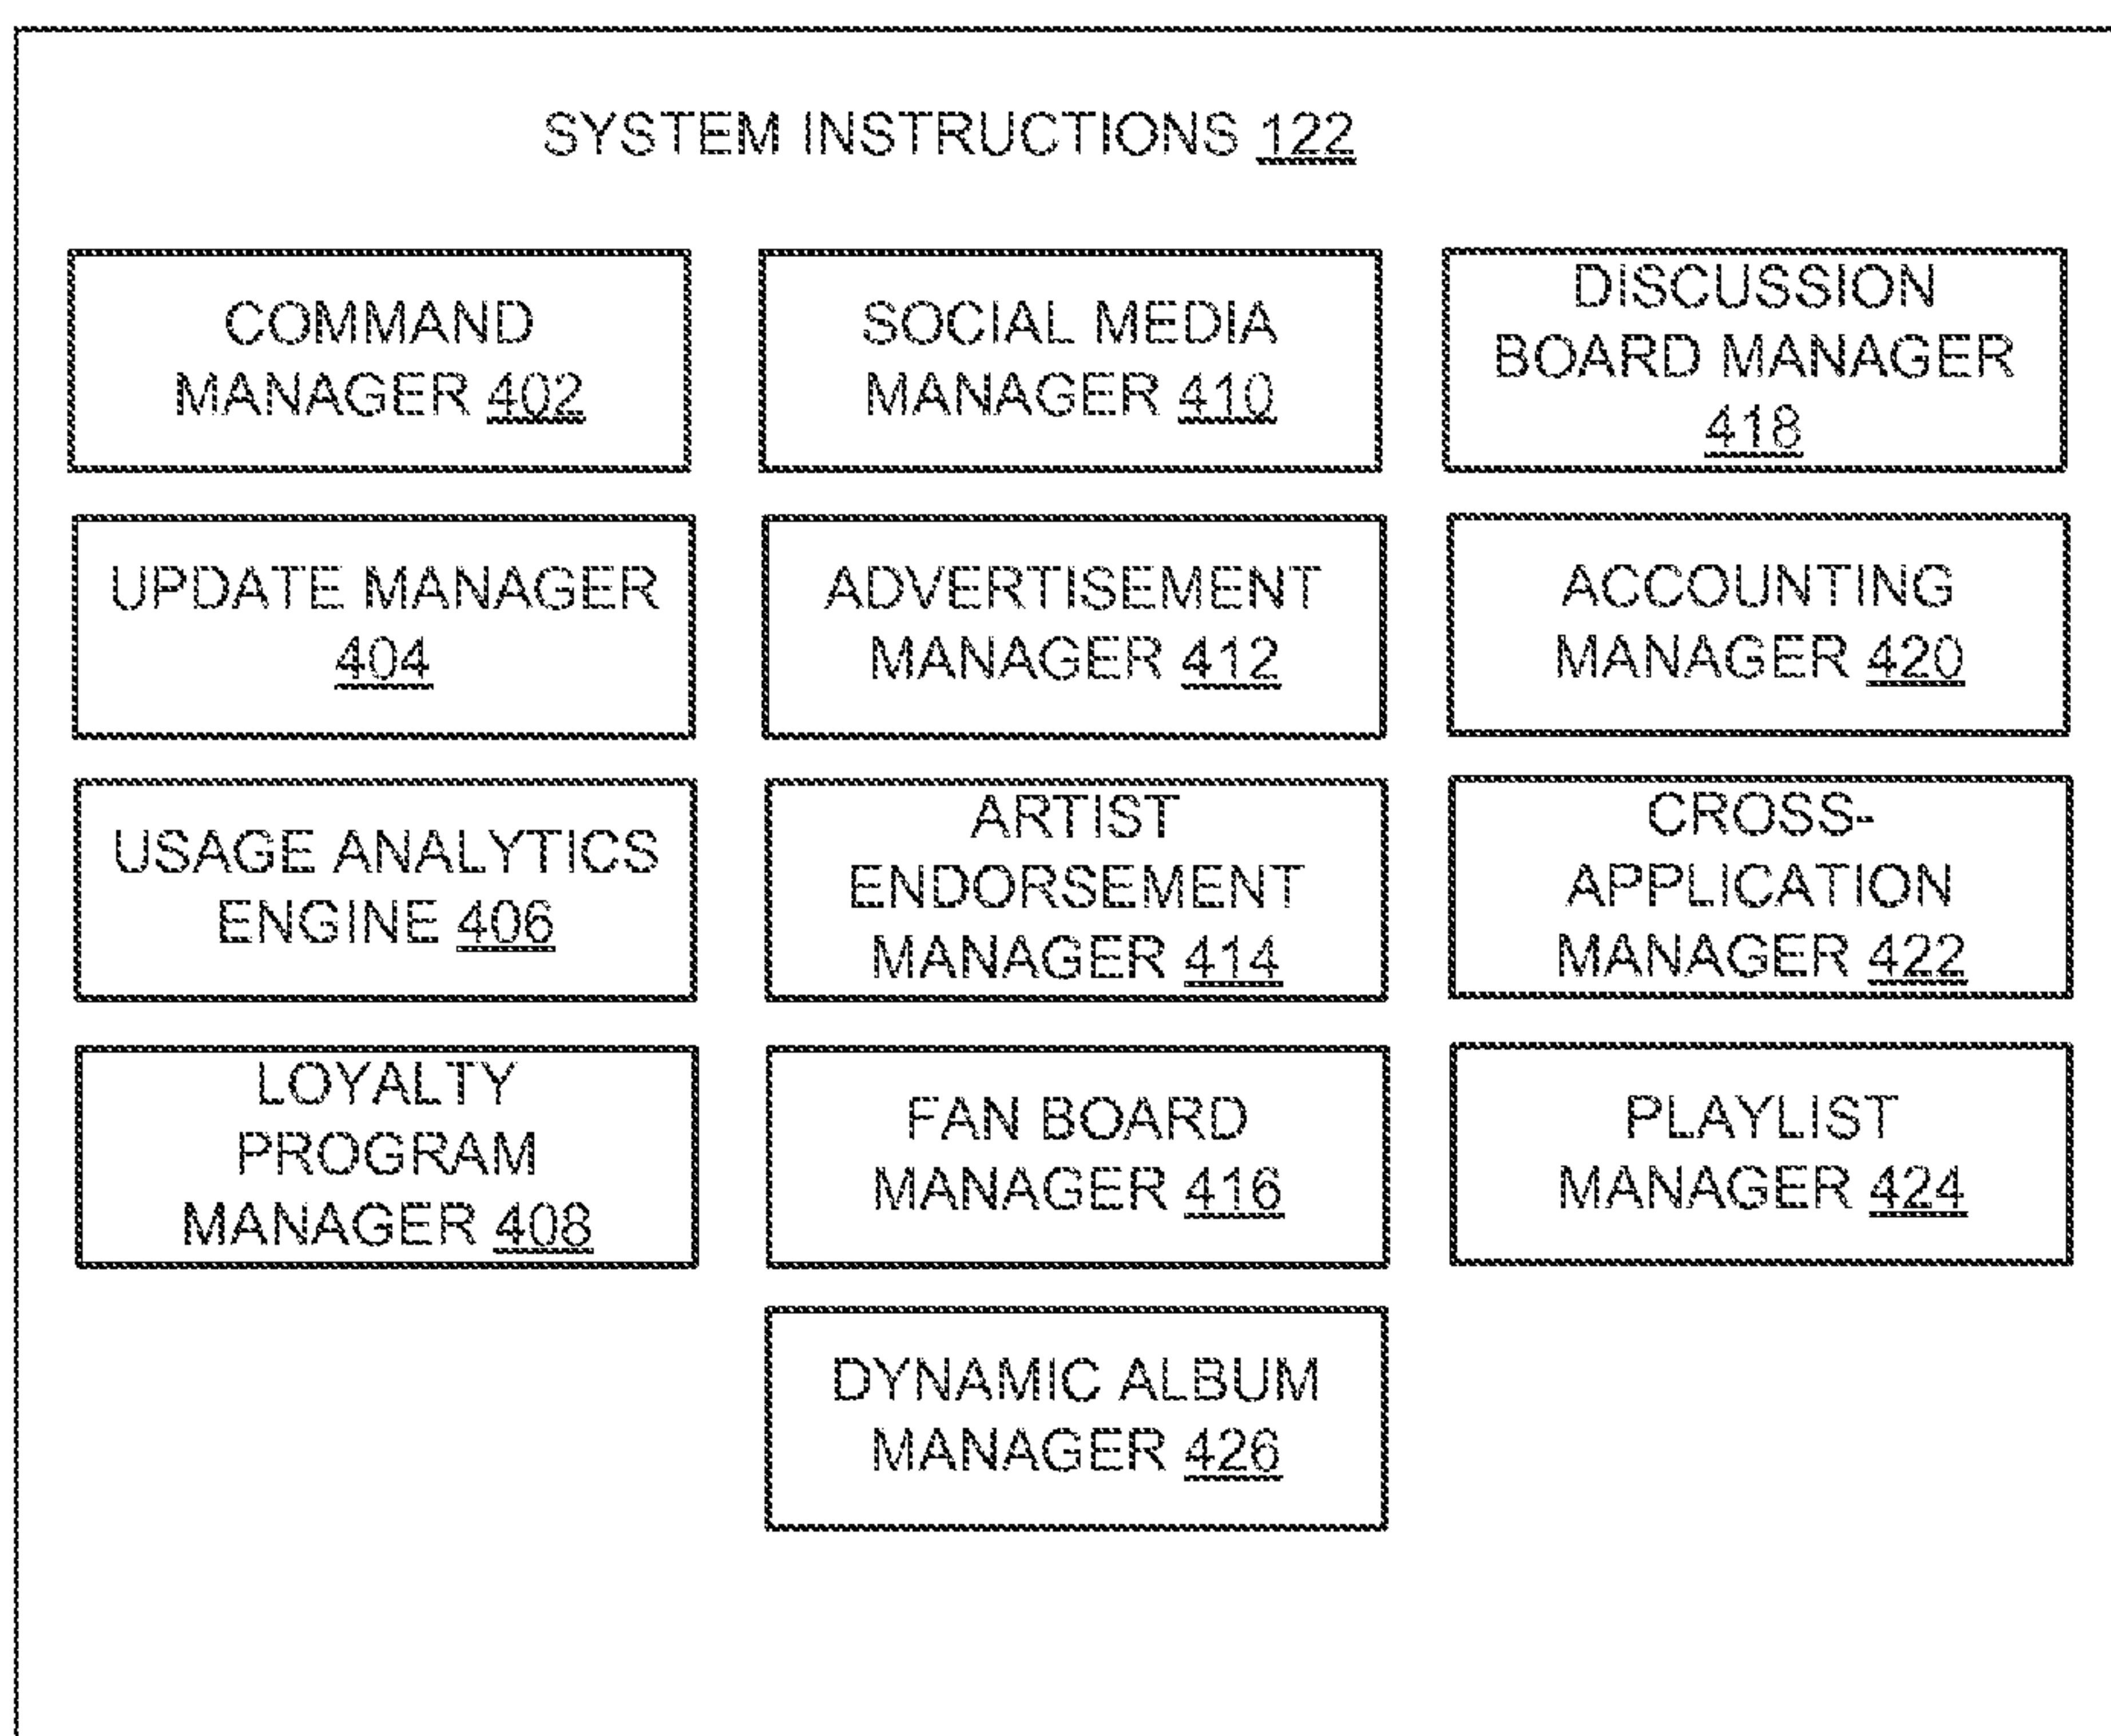 SYSTEM INSTRUCTIONS 122
COMMAND
MANAGER 402
SOCIAL MEDIA
MANAGER 410
DISCUSSION
BOARD MANAGER
418
UPDATE MANAGER
404
ADVERTISEMENT
MANAGER 412
ACCOUNTING
MANAGER 420
USAGE ANALYTICS
ENGINE 406
ARTIST
ENDORSEMENT
MANAGER 414
CROSS-
APPLICATION
MANAGER 422
LOYALTY
PROGRAM
MANAGER 408
FAN BOARD
MANAGER 416
PLAYLIST
MANAGER 424
DYNAMIC ALBUM
MANAGER 426